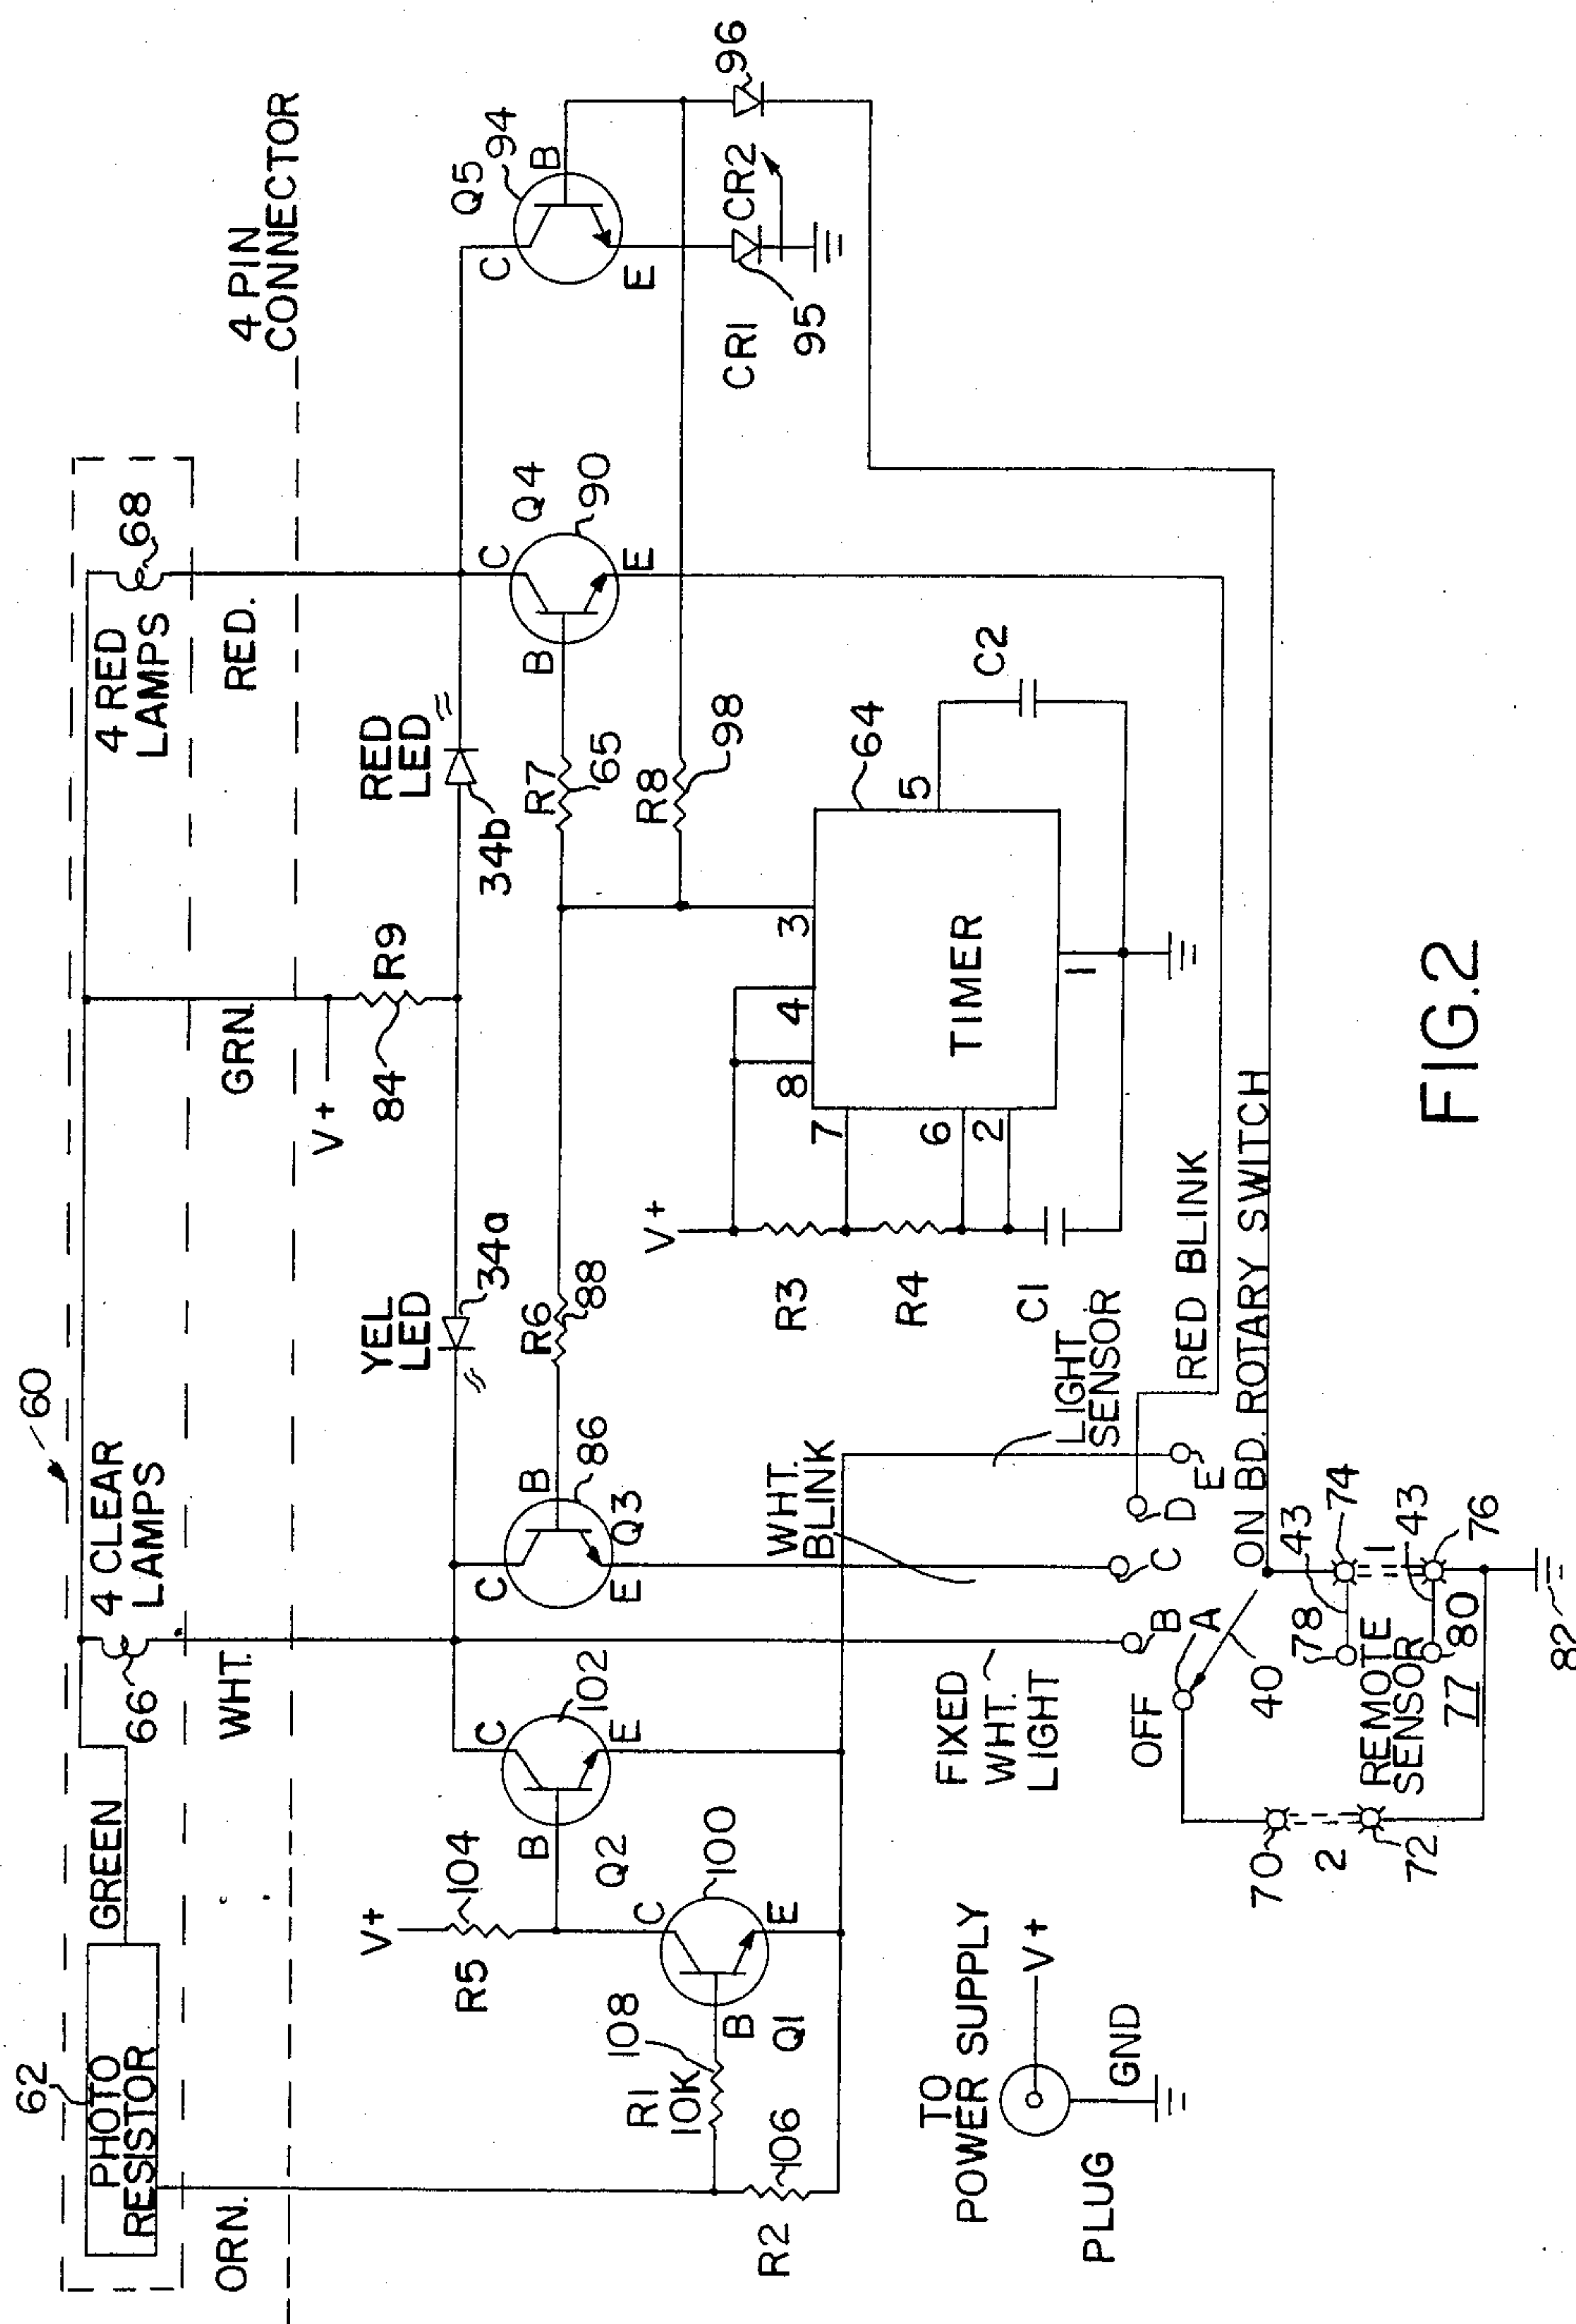 60
62
PHOTO
RESISTOR
GREEN
66
4 CLEAR
LAMPS
4 RED
LAMPS
68
ORN.
WHT.
GRN.
RED.
4 PIN
CONNECTOR
V+
84
R9
YEL
LED
34a
RED
LED
34b
V+
R5
104
B
C
E
Q2
102
C
B
E
Q3
86
R6
88
R7
65
C
B
E
Q4
90
C
B
E
Q5
94
R8
98
CR1
95
CR2
96
R1
10K
108
B
C
E
Q1
100
R2
106
V+
R3
R4
C1
7
6
2
8
4
3
5
1
TIMER
64
C2
TO
POWER SUPPLY
V+
GND
PLUG
FIXED
WHT.
LIGHT
WHT.
BLINK
LIGHT
SENSOR
RED BLINK
ON BD. ROTARY SWITCH
OFF
A
B
C
D
E
40
70
2
72
REMOTE
SENSOR
77
78
80
43
74
1
43
76
82
FIG.2